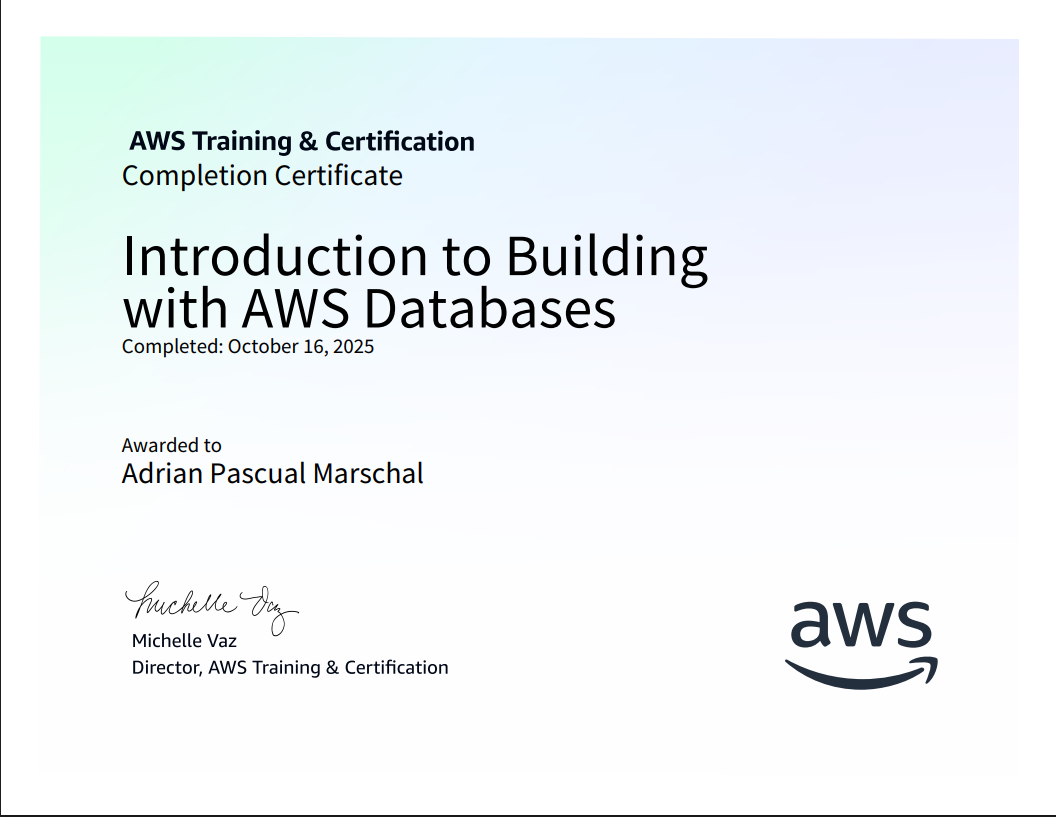 AWS Training & Certification
Completion Certificate
Introduction to Building
with AWS Databases
Completed: October 16, 2025
Awarded to
Adrian Pascual Marschal
Michelle Vaz
Michelle Vaz
Director, AWS Training & Certification
aws